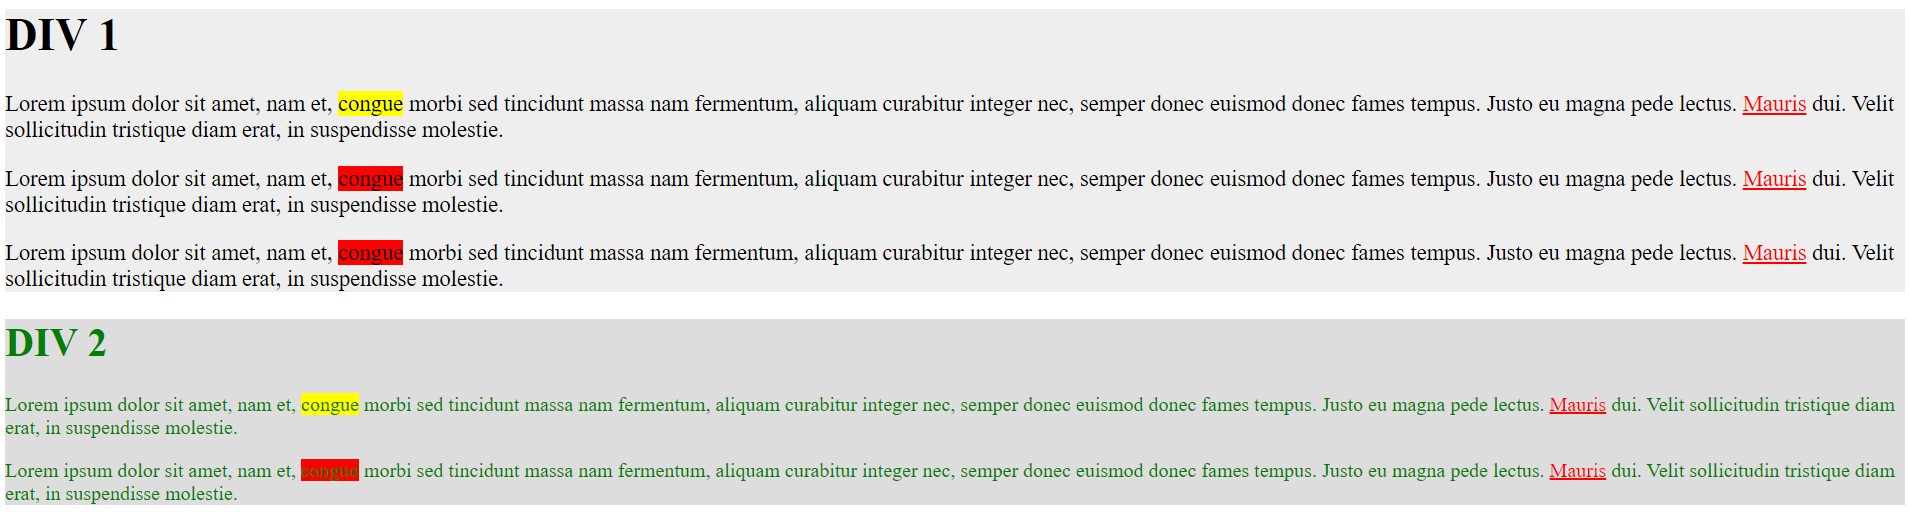 DIV 1
Lorem ipsum dolor sit amet, nam et, congue morbi sed tincidunt massa nam fermentum, aliquam curabitur integer nec, semper donec euismod donec fames tempus. Justo eu magna pede lectus. Mauris dui. Velit
sollicitudin tristique diam erat, in suspendisse molestie.
Lorem ipsum dolor sit amet, nam et, congue morbi sed tincidunt massa nam fermentum, aliquam curabitur integer nec, semper donec euismod donec fames tempus. Justo eu magna pede lectus. Mauris dui. Velit
sollicitudin tristique diam erat, in suspendisse molestie.
Lorem ipsum dolor sit amet, nam et, congue morbi sed tincidunt massa nam fermentum, aliquam curabitur integer nec, semper donec euismod donec fames tempus. Justo eu magna pede lectus. Mauris dui. Velit
sollicitudin tristique diam erat, in suspendisse molestie.
DIV 2
Lorem ipsum dolor sit amet, nam et, congue morbi sed tincidunt massa nam fermentum, aliquam curabitur integer nec, semper donec euismod donec fames tempus. Justo eu magna pede lectus. Mauris dui. Velit sollicitudin tristique diam
erat, in suspendisse molestie.
Lorem ipsum dolor sit amet, nam et, congue morbi sed tincidunt massa nam fermentum, aliquam curabitur integer nec, semper donec euismod donec fames tempus. Justo eu magna pede lectus. Mauris dui. Velit sollicitudin tristique diam
erat, in suspendisse molestie.